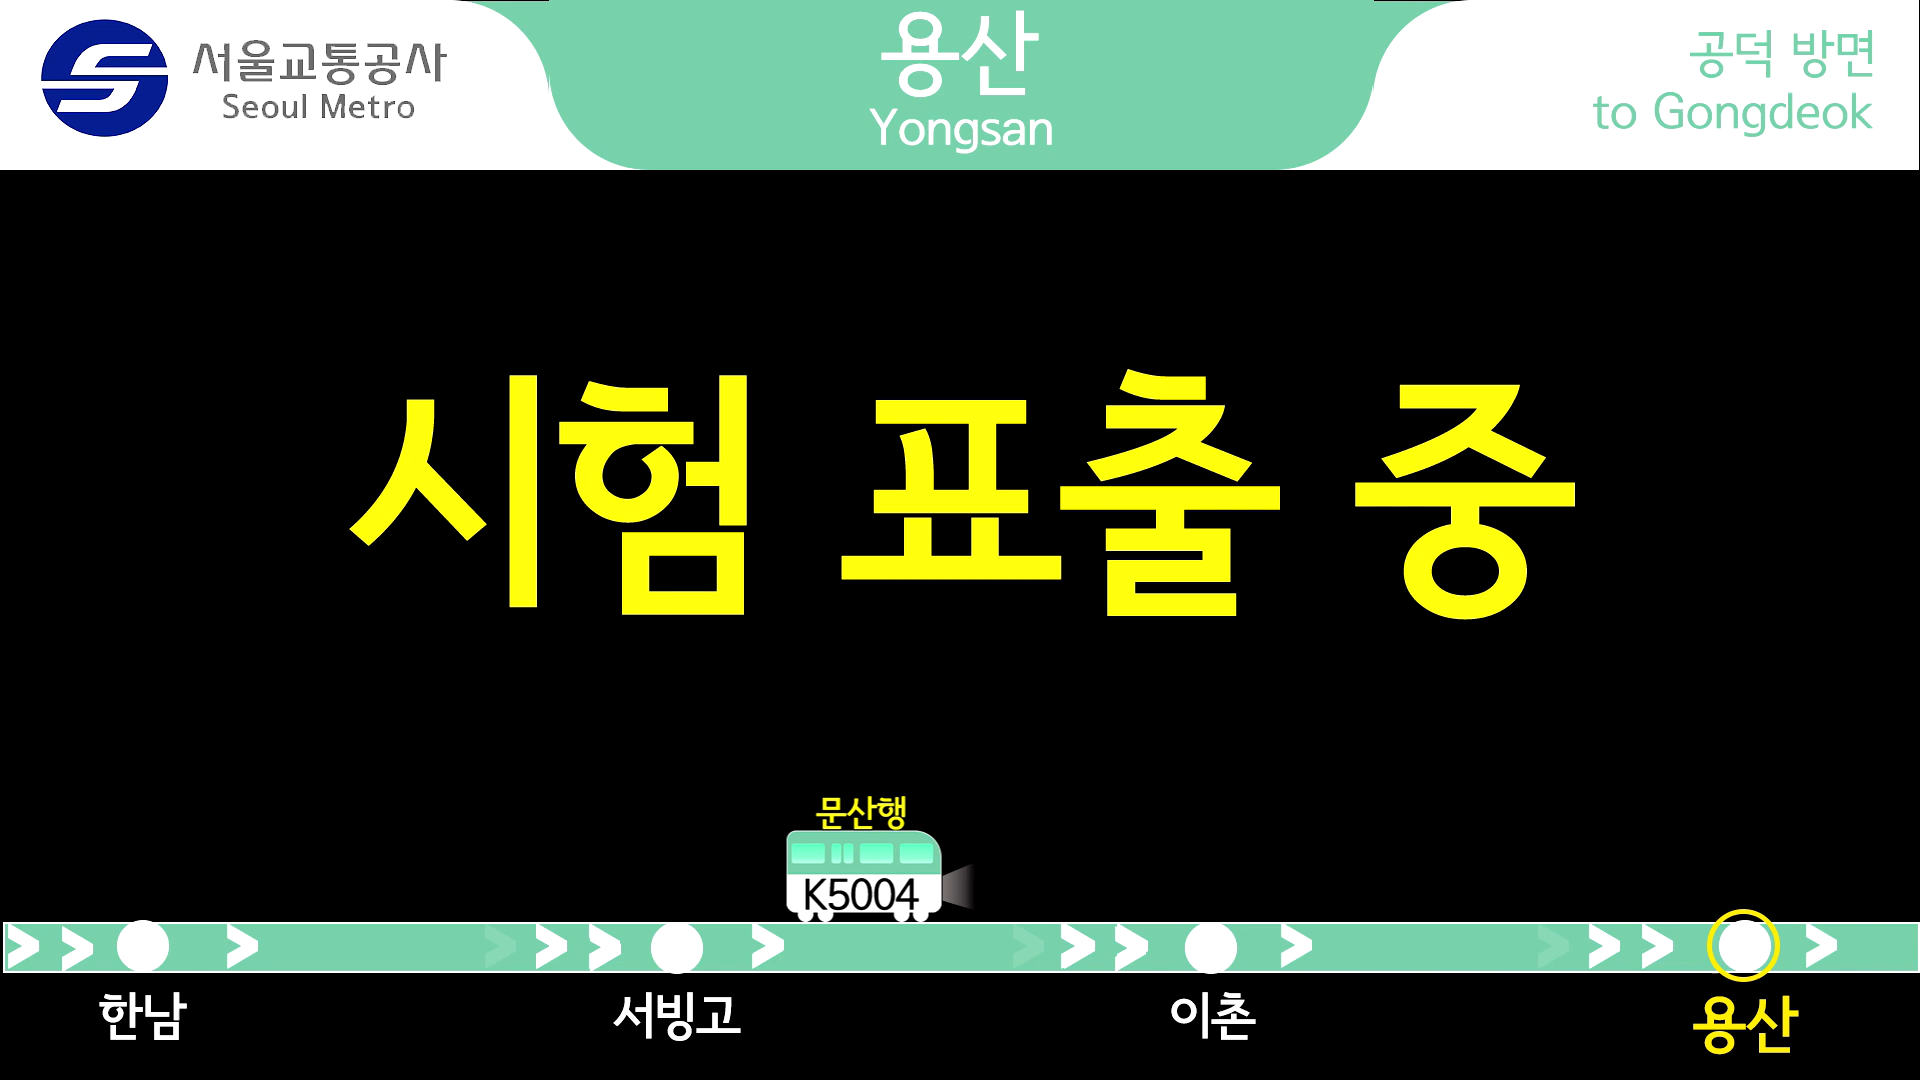 서울교통공사
Seoul Metro
용산
Yongsan
공덕 방면
to Gongdeok
시험 표출 중
문산행
K5004
한남
서빙고
이촌
용산